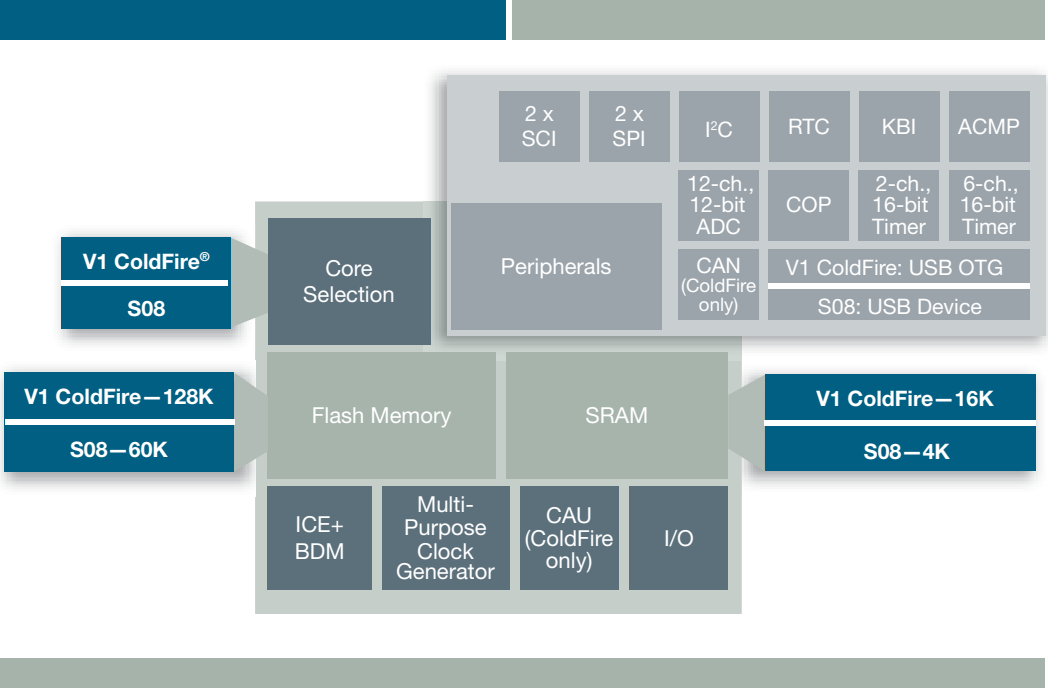 2 x
SCI
2 x
SPI
I²C
RTC
KBI
ACMP
12-ch.,
12-bit
ADC
COP
2-ch.,
16-bit
Timer
6-ch.,
16-bit
Timer
Peripherals
CAN
(ColdFire
only)
V1 ColdFire: USB OTG
S08: USB Device
V1 ColdFire®
S08
Core
Selection
V1 ColdFire—128K
S08—60K
Flash Memory
SRAM
V1 ColdFire—16K
S08—4K
ICE+
BDM
Multi-
Purpose
Clock
Generator
CAU
(ColdFire
only)
I/O